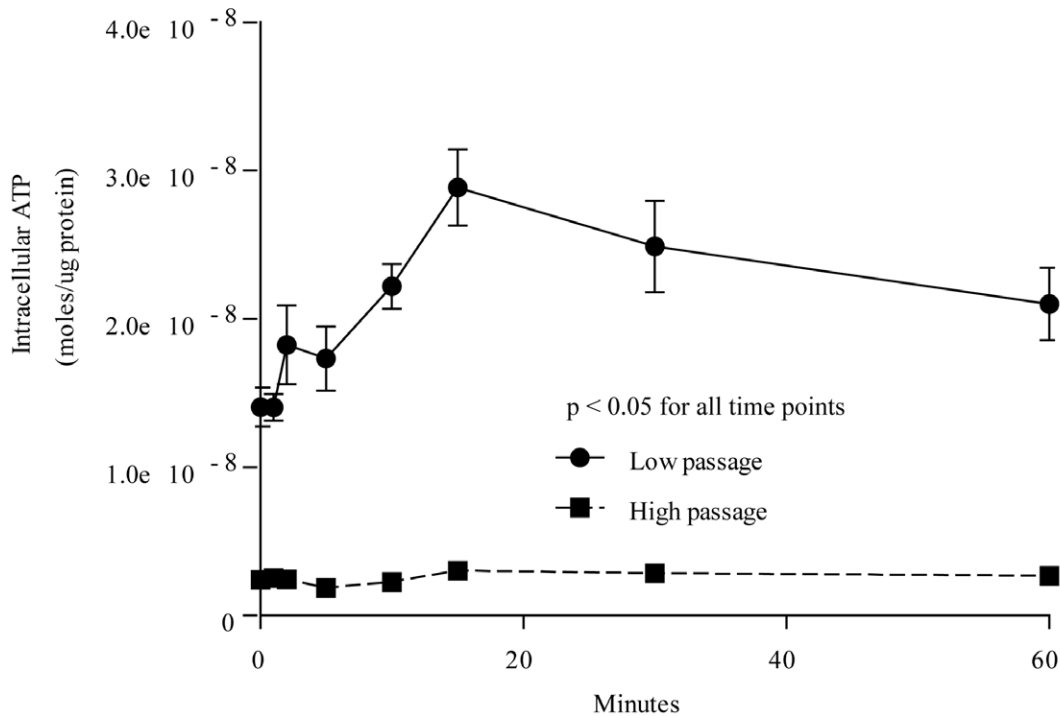 4.0e 10 - 8
3.0e 10 - 8
2.0e 10 - 8
1.0e 10 - 8
0
Intracellular ATP
(moles/ug protein)
p < 0.05 for all time points
Low passage
High passage
0 20 40 60
Minutes